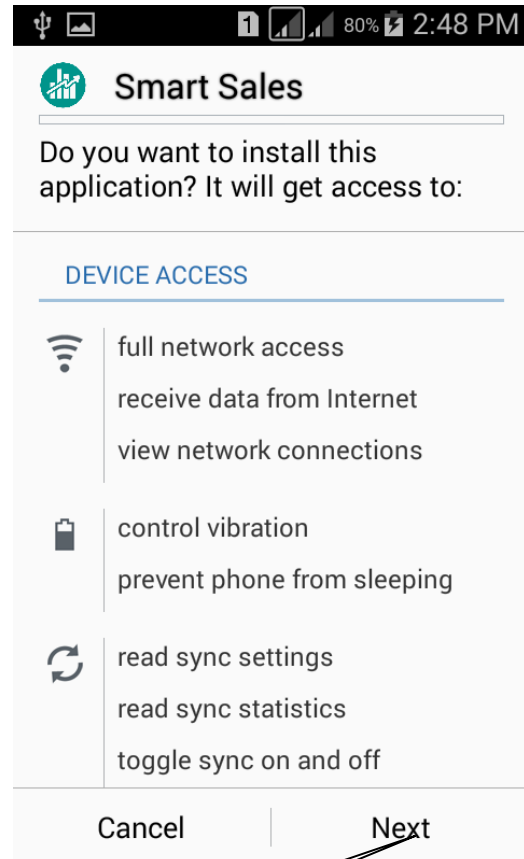 1 80% 2:48 PM
Smart Sales
Do you want to install this
application? It will get access to:
DEVICE ACCESS
full network access
receive data from Internet
view network connections
control vibration
prevent phone from sleeping
read sync settings
read sync statistics
toggle sync on and off
Cancel Next